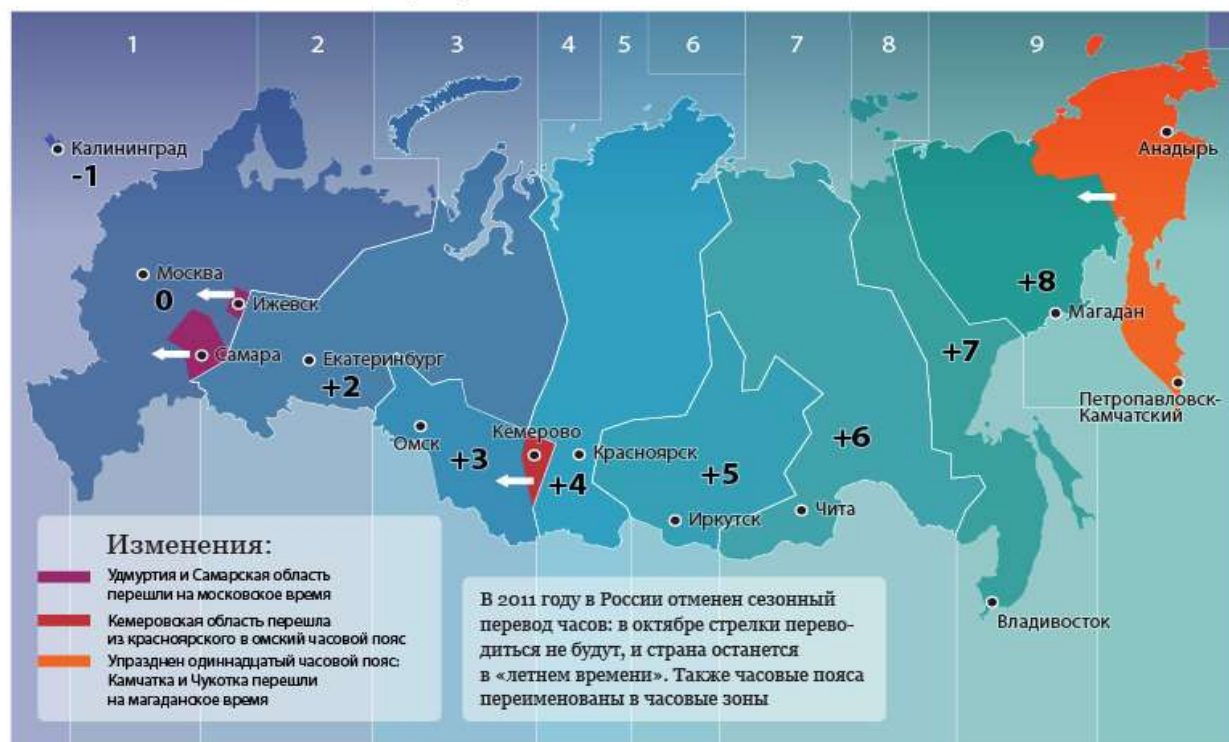 1 2 3 4 5 6 7 8 9
Калининград
-1
Анадырь
Москва
0
Ижевск
+8
Магадан
Самара
Екатеринбург
+2
+7
Петропавловск-
Камчатский
Омск
Кемерово
+3
Красноярск
+4
+5
+6
Иркутск
Чита
Владивосток
Изменения:
Удмуртия и Самарская область
перешли на московское время
Кемеровская область перешла
из красноярского в омский часовой пояс
Упразднен одиннадцатый часовой пояс:
Камчатка и Чукотка перешли
на магаданское время
В 2011 году в России отменен сезонный
перевод часов: в октябре стрелки перево-
диться не будут, и страна останется
в «летнем времени». Также часовые пояса
переименованы в часовые зоны